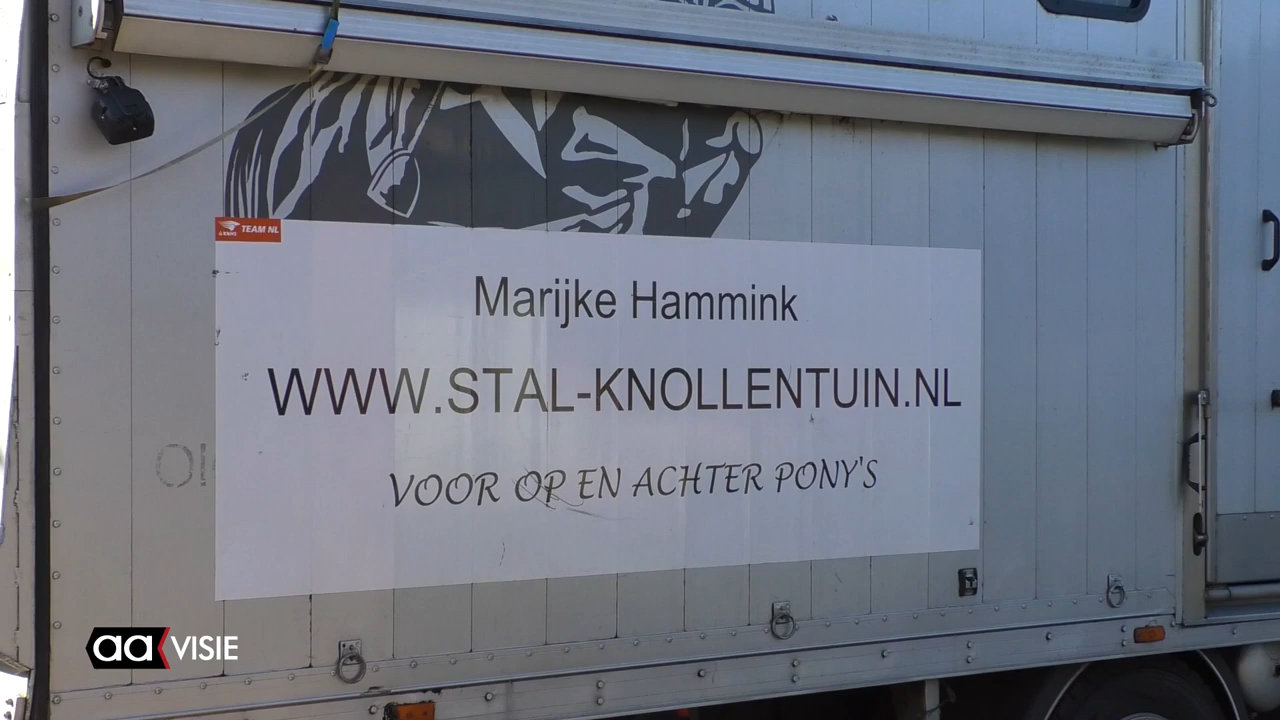 TEAM NL
Marijke Hammink
WWW.STAL-KNOLLENTUIN.NL
VOOR OP EN ACHTER PONY'S
aa VISIE